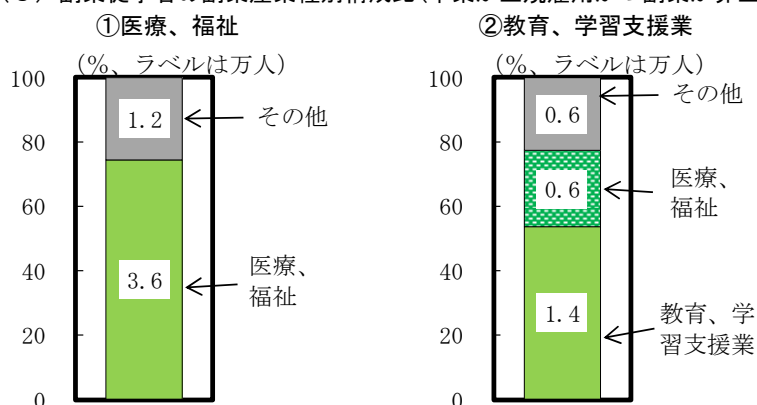 ①医療、福祉
(%、ラベルは万人)
100
80
60
40
20
0
1.2
その他
3.6
医療、
福祉
②教育、学習支援業
(%、ラベルは万人)
100
80
60
40
20
0
0.6
その他
0.6
医療、
福祉
1.4
教育、学
習支援業